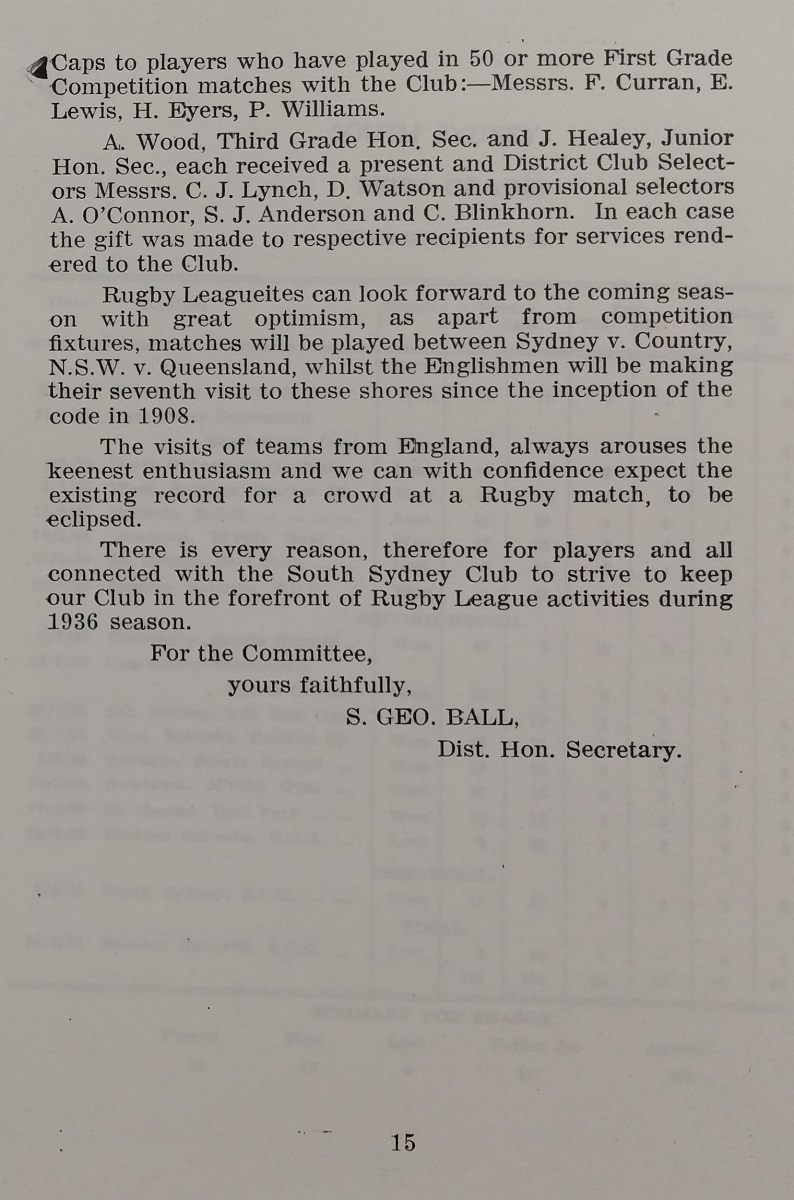 Caps to players who have played in 50 or more First Grade
Competition matches with the Club:—Messrs. F. Curran, E.
Lewis, H. Eyers, P. Williams.
A. Wood, Third Grade Hon. Sec. and J. Healey, Junior
Hon. Sec., each received a present and District Club Select-
ors Messrs. C. J. Lynch, D. Watson and provisional selectors
A. O'Connor, S. J. Anderson and C. Blinkhorn. In each case
the gift was made to respective recipients for services rend-
ered to the Club.
Rugby Leagueites can look forward to the coming seas-
on with great optimism, as apart from competition
fixtures, matches will be played between Sydney v. Country,
N.S.W. v. Queensland, whilst the Englishmen will be making
their seventh visit to these shores since the inception of the
code in 1908.
The visits of teams from England, always arouses the
keenest enthusiasm and we can with confidence expect the
existing record for a crowd at a Rugby match, to be
eclipsed.
There is every reason, therefore for players and all
connected with the South Sydney Club to strive to keep
our Club in the forefront of Rugby League activities during
1936 season.
For the Committee,
yours faithfully,
S. GEO. BALL,
Dist. Hon. Secretary.
15